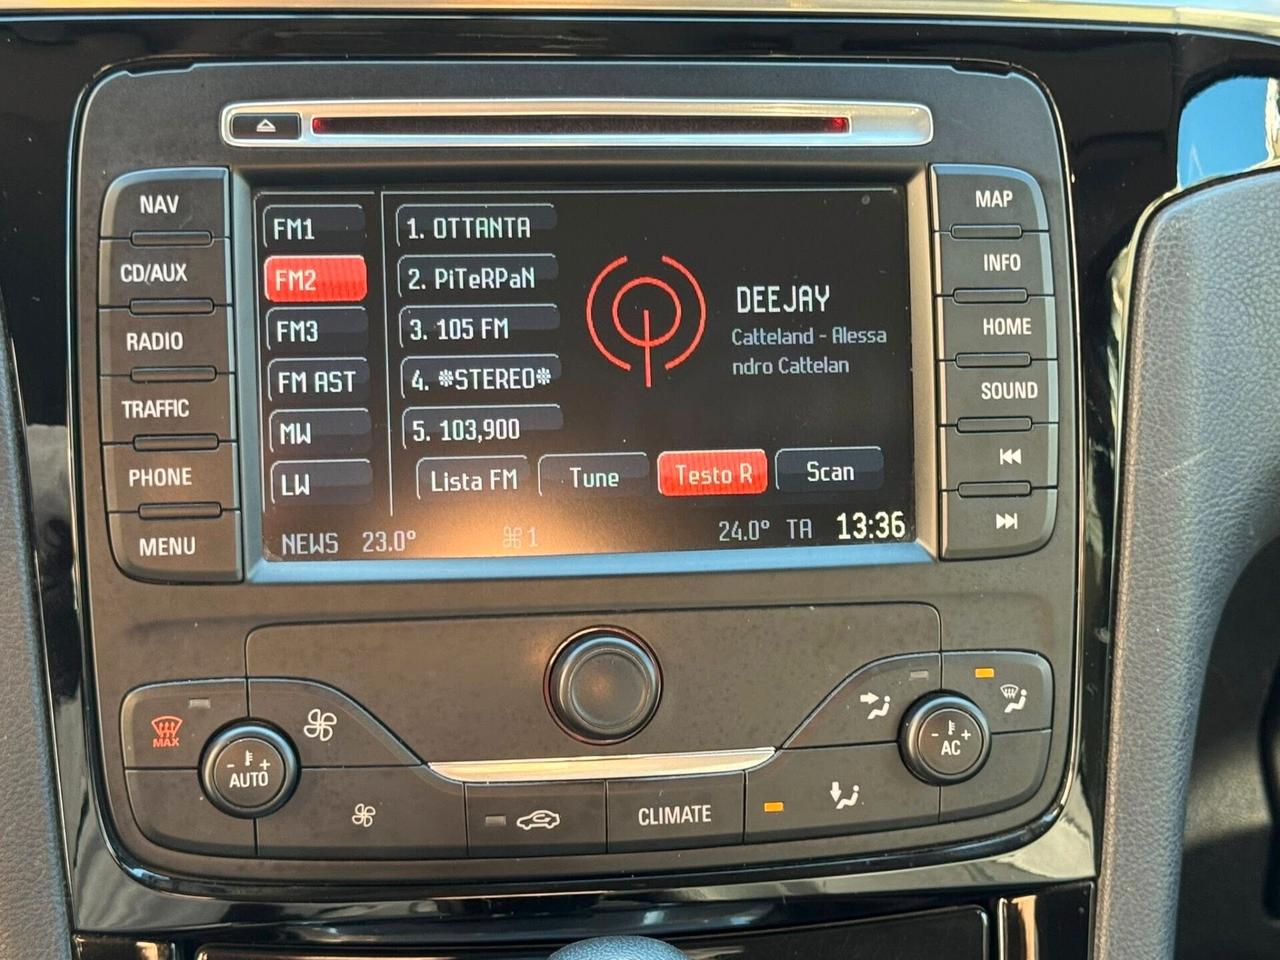 NAV
CD/AUX
RADIO
TRAFFIC
PHONE
MENU
FM1
FM2
FM3
FM AST
MW
LW
1. OTTANTA
2. PiTeRPaN
3. 105 FM
4. *STEREO*
5. 103,900
DEEJAY
Catteland - Alessa
ndro Cattelan
Lista FM
Tune
Testo R
Scan
NEWS 23.0° ⌘1 24.0° TA 13:36
MAP
INFO
HOME
SOUND
MAX
- + AUTO
CLIMATE
- + AC